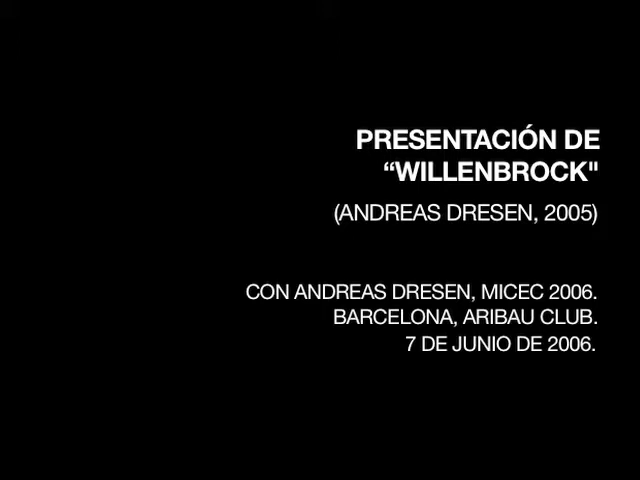 PRESENTACIÓN DE
“WILLENBROCK"
(ANDREAS DRESEN, 2005)
CON ANDREAS DRESEN, MICEC 2006.
BARCELONA, ARIBAU CLUB.
7 DE JUNIO DE 2006.